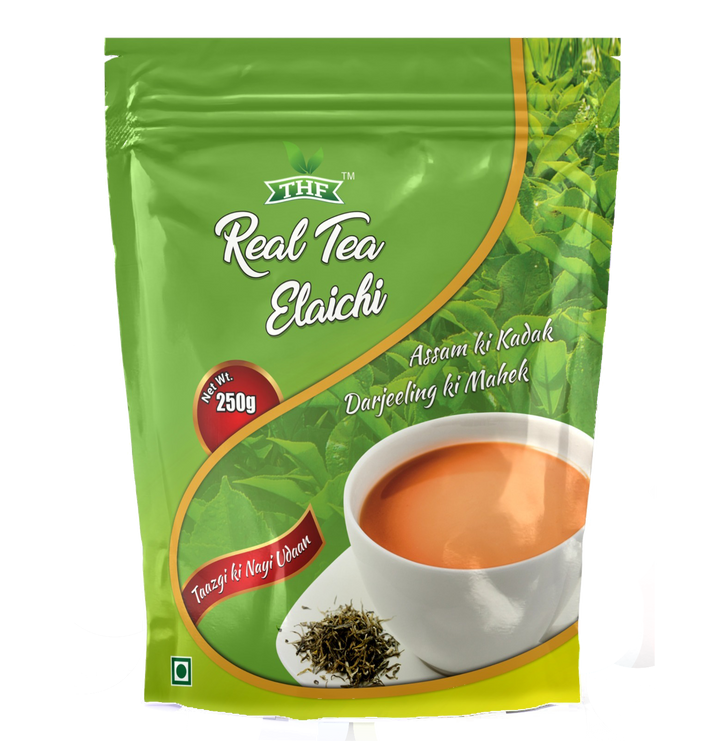 THF TM
Real Tea
Elaichi
Assam ki Kadak
Darjeeling ki Mahek
Net Wt.
250g
Taazgi ki Nayi Udaan